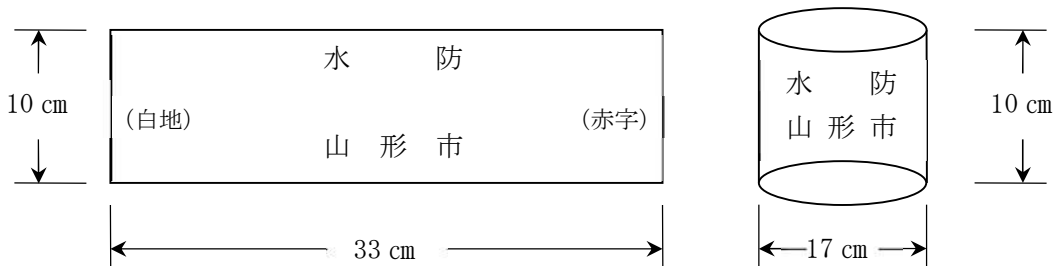 水 防
10 cm
(白地)
(赤字)
山 形 市
33 cm
水 防
山 形 市
10 cm
17 cm